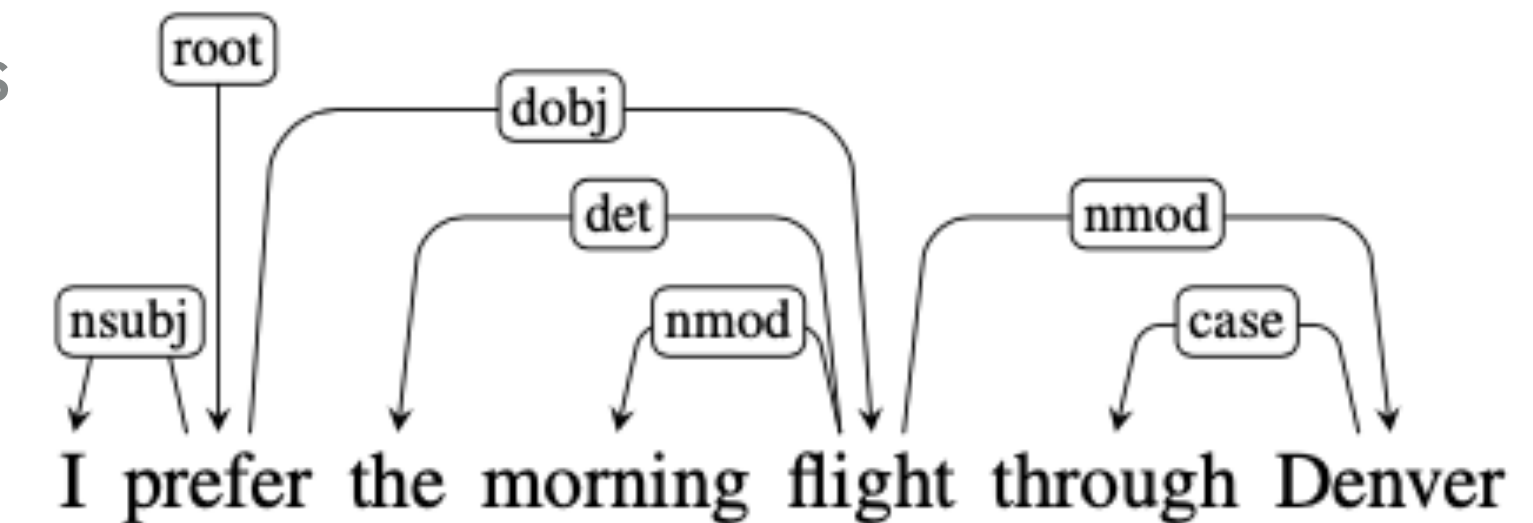 s
root
dobj
det
nmod
nsubj
nmod
case
I prefer the morning flight through Denver